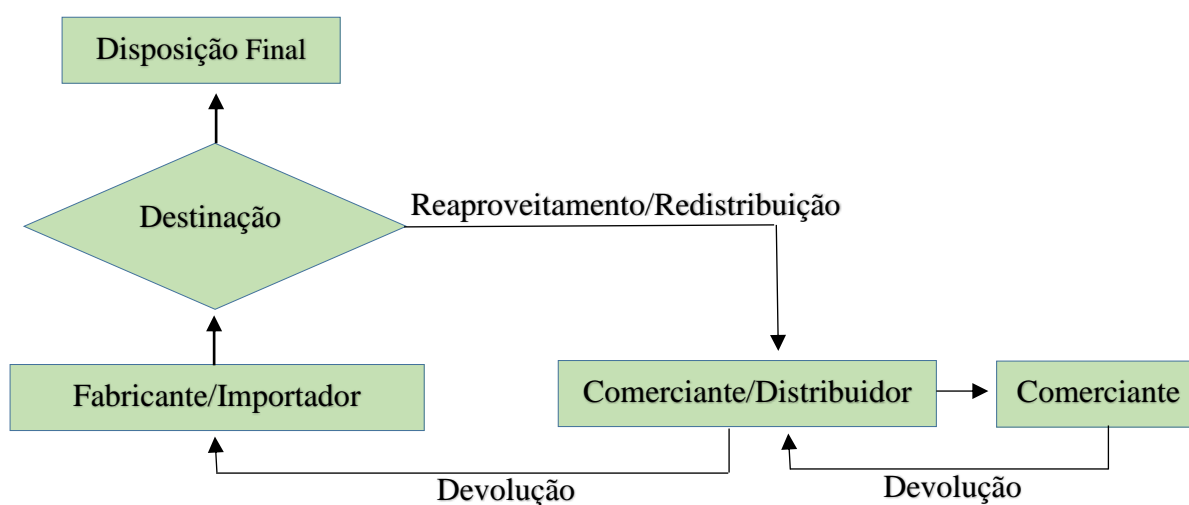 Disposição Final
Destinação
Reaproveitamento/Redistribuição
Fabricante/Importador
Comerciante/Distribuidor
Comerciante
Devolução
Devolução